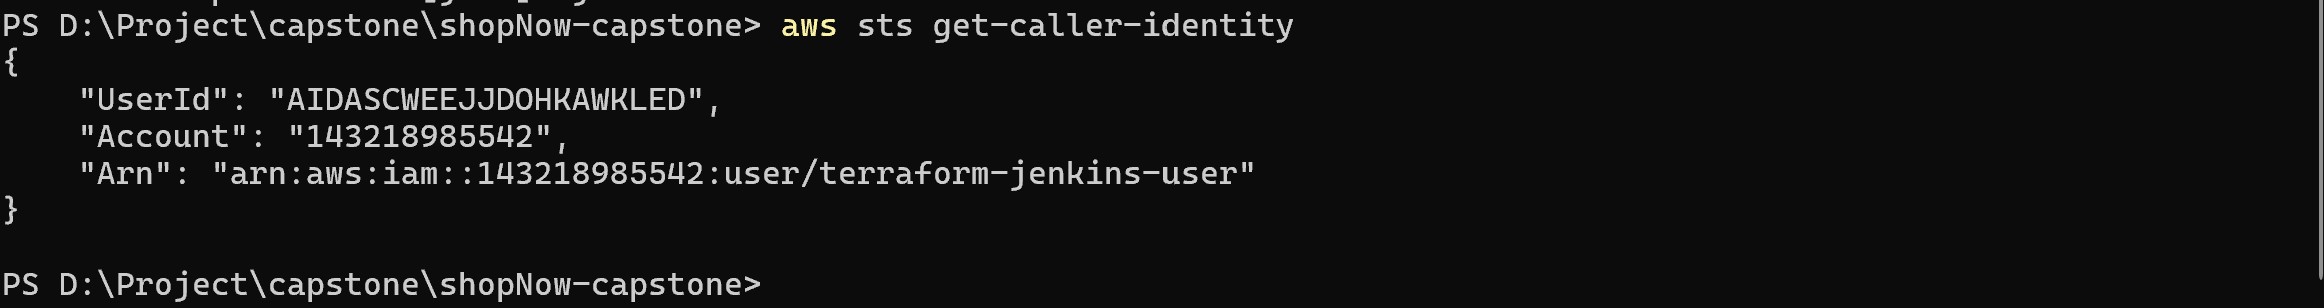 PS D:\Project\capstone\shopNow-capstone> aws sts get-caller-identity
{
    "UserId": "AIDASCWEEJJDOHKAWKLED",
    "Account": "143218985542",
    "Arn": "arn:aws:iam::143218985542:user/terraform-jenkins-user"
}
PS D:\Project\capstone\shopNow-capstone>